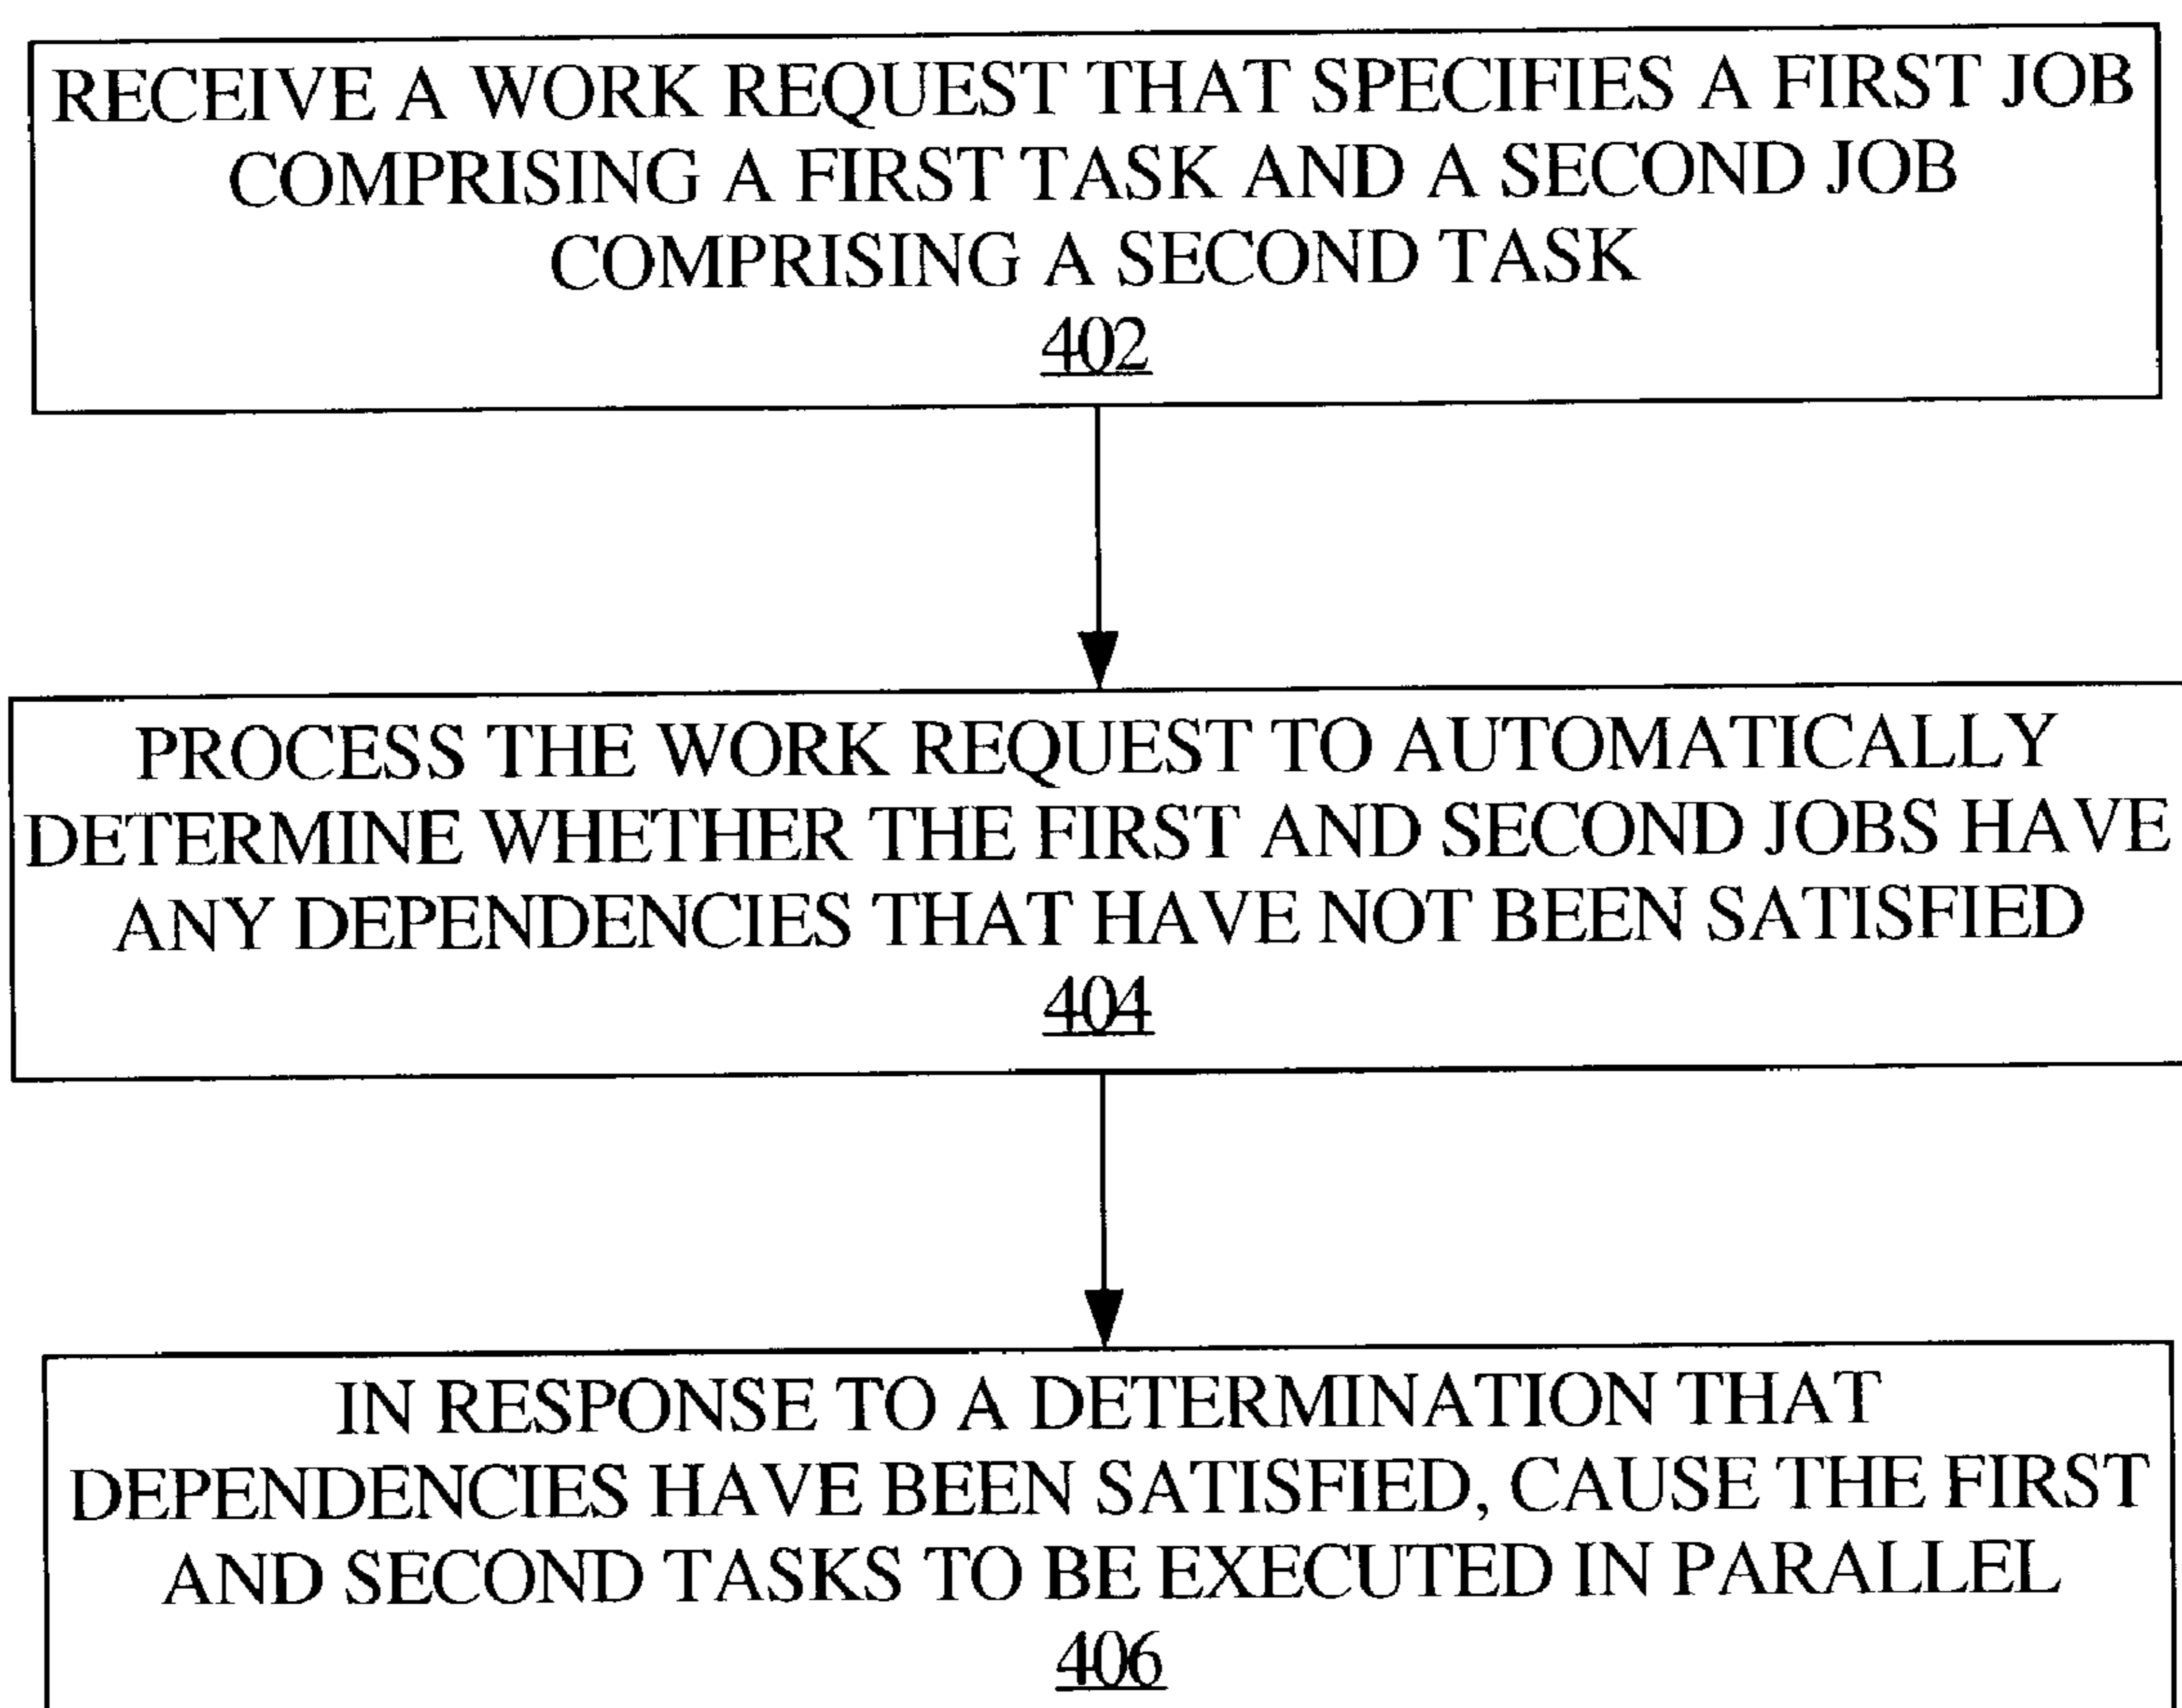 RECEIVE A WORK REQUEST THAT SPECIFIES A FIRST JOB
COMPRISING A FIRST TASK AND A SECOND JOB
COMPRISING A SECOND TASK
402
PROCESS THE WORK REQUEST TO AUTOMATICALLY
DETERMINE WHETHER THE FIRST AND SECOND JOBS HAVE
ANY DEPENDENCIES THAT HAVE NOT BEEN SATISFIED
404
IN RESPONSE TO A DETERMINATION THAT
DEPENDENCIES HAVE BEEN SATISFIED, CAUSE THE FIRST
AND SECOND TASKS TO BE EXECUTED IN PARALLEL
406